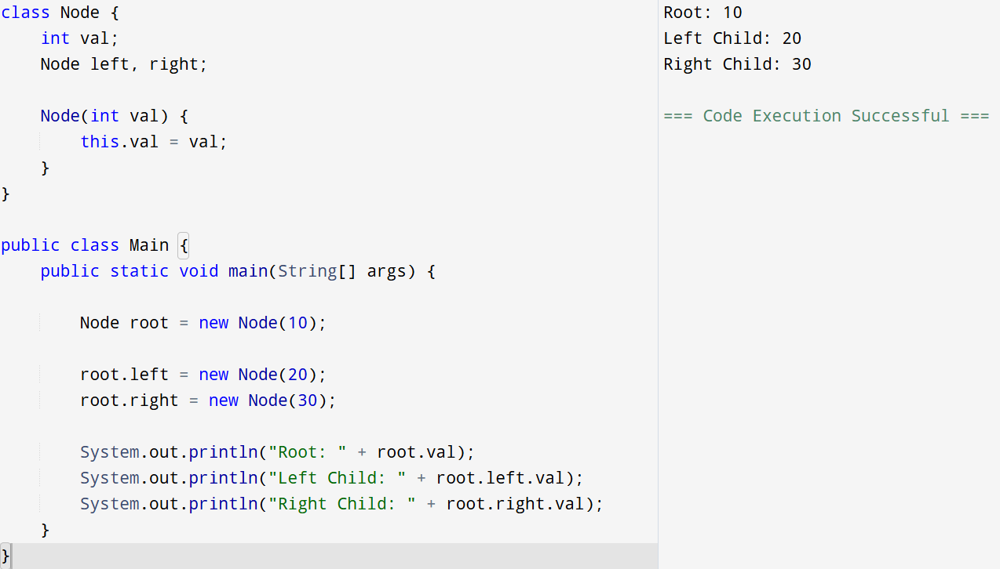 class Node {
    int val;
    Node left, right;

    Node(int val) {
        this.val = val;
    }
}

public class Main {
    public static void main(String[] args) {

        Node root = new Node(10);

        root.left = new Node(20);
        root.right = new Node(30);

        System.out.println("Root: " + root.val);
        System.out.println("Left Child: " + root.left.val);
        System.out.println("Right Child: " + root.right.val);
    }
}
Root: 10
Left Child: 20
Right Child: 30

=== Code Execution Successful ===